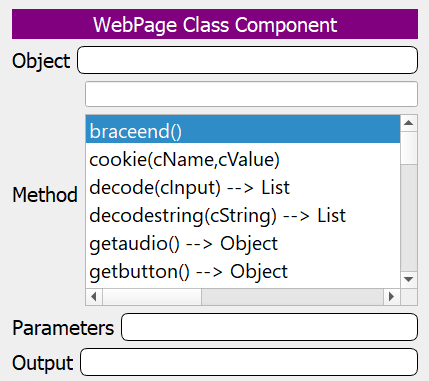 WebPage Class Component
Object
Method
braceend()
cookie(cName,cValue)
decode(cInput) --> List
decodestring(cString) --> List
getaudio() --> Object
getbutton() --> Object
Parameters
Output